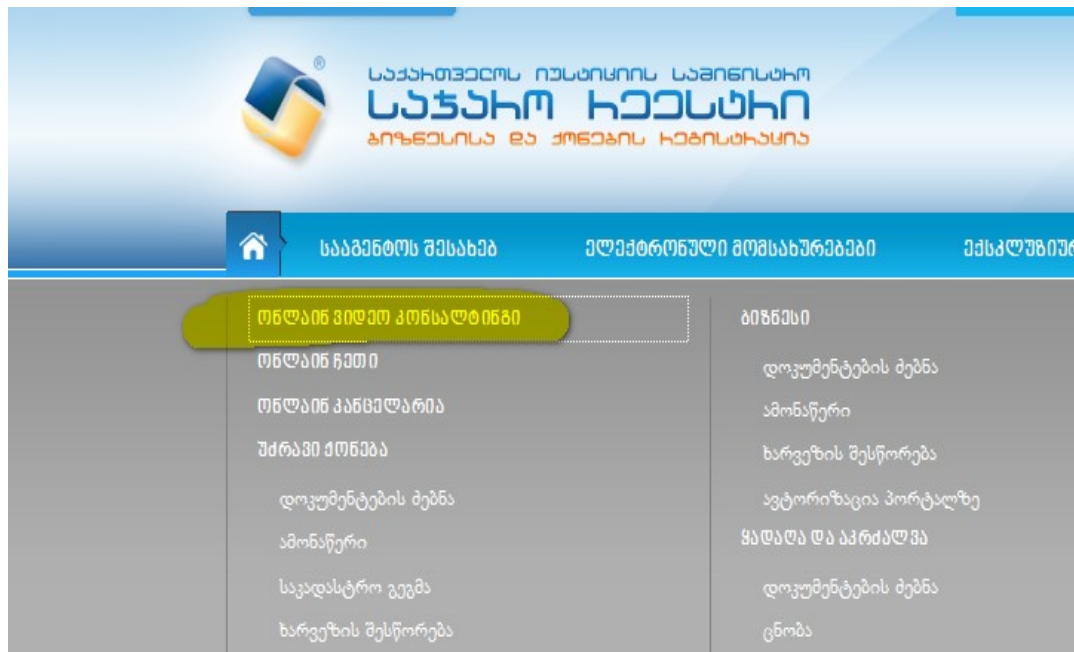 ®
საქართველოს იუსტიციის სამინისტრო
საჯარო რეესტრი
ბიზნესისა და ქონების რეგისტრაცია
სააგენტოს შესახებ
ელექტრონული მომსახურებები
ექსკლუზიურ
ონლაინ ვიდეო კონსალტინგი
ონლაინ ჩეთი
ონლაინ კანცელარია
უძრავი ქონება
დოკუმენტების ძებნა
ამონაწერი
საკადასტრო გეგმა
ხარვეზის შესწორება
ბიზნესი
დოკუმენტების ძებნა
ამონაწერი
ხარვეზის შესწორება
ავტორიზაცია პორტალზე
ყადაღა და აკრძალვა
დოკუმენტების ძებნა
ცნობა